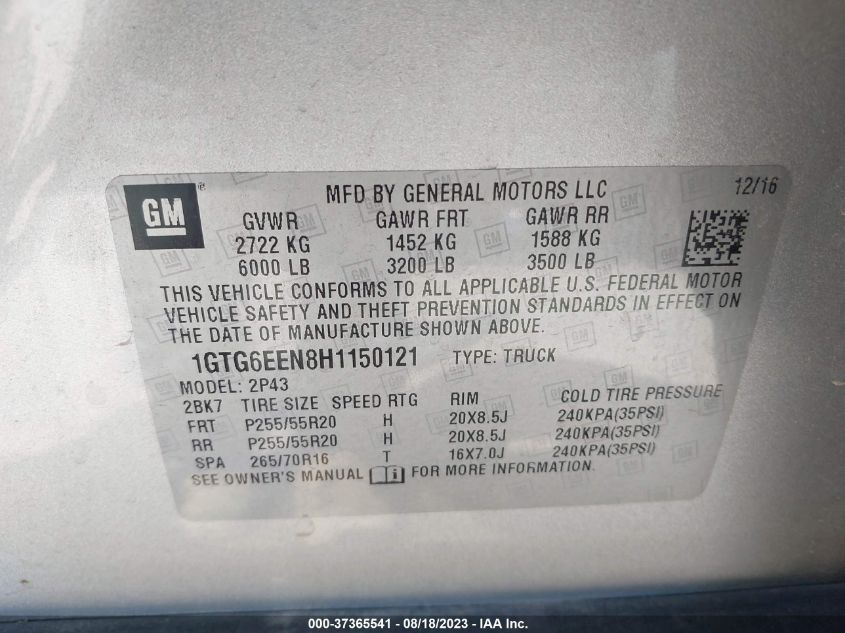 GM ® MFD BY GENERAL MOTORS LLC 12/16
GVWR GAWR FRT GAWR RR
2722 KG 1452 KG 1588 KG
6000 LB 3200 LB 3500 LB
THIS VEHICLE CONFORMS TO ALL APPLICABLE U.S. FEDERAL MOTOR
VEHICLE SAFETY AND THEFT PREVENTION STANDARDS IN EFFECT ON
THE DATE OF MANUFACTURE SHOWN ABOVE.
1GTG6EEN8H1150121 TYPE: TRUCK
MODEL: 2P43
2BK7 TIRE SIZE SPEED RTG RIM COLD TIRE PRESSURE
FRT P255/55R20 H 20X8.5J 240KPA(35PSI)
RR P255/55R20 H 20X8.5J 240KPA(35PSI)
SPA 265/70R16 T 16X7.0J 240KPA(35PSI)
SEE OWNER'S MANUAL i FOR MORE INFORMATION.
000-37365541 - 08/18/2023 - IAA Inc.